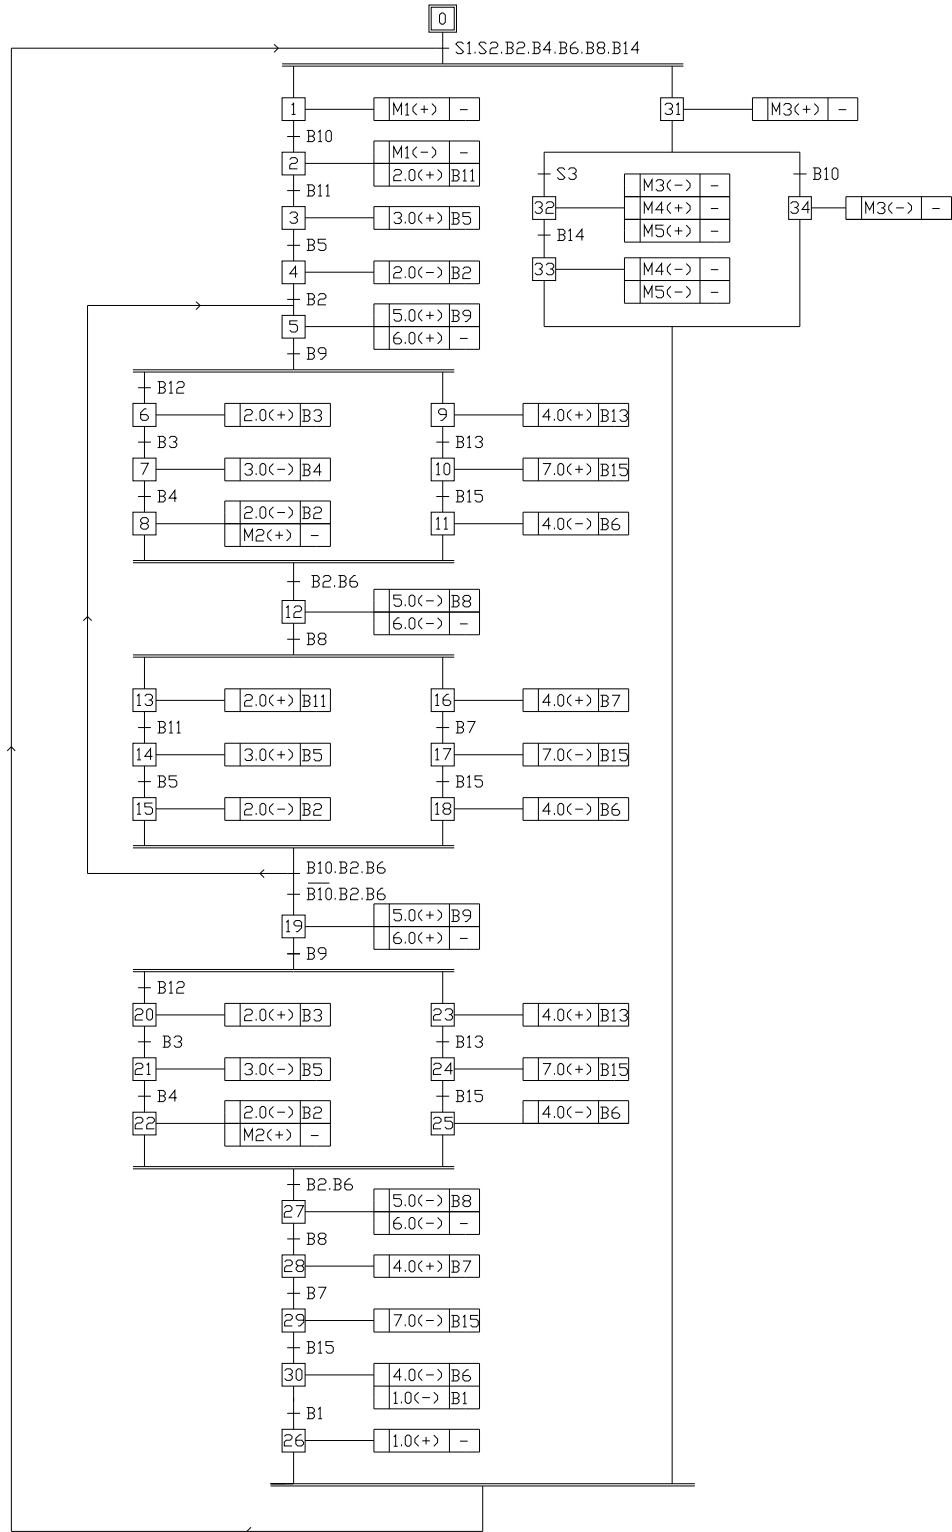 0
S1.S2.B2.B4.B6.B8.B14
1 M1(+) - 31 M3(+) -
B10
M1(-) -
2 2.0(+) B11
S3 B10
B11
M3(-) -
3 3.0(+) B5 32 M4(+) - 34 M3(-) -
M5(+) -
B5 B14
4 2.0(-) B2 33 M4(-) -
M5(-) -
B2
5.0(+) B9
5 6.0(+) -
B9
B12
6 2.0(+) B3 9 4.0(+) B13
B3 B13
7 3.0(-) B4 10 7.0(+) B15
B4 B15
2.0(-) B2
8 M2(+) - 11 4.0(-) B6
B2.B6
5.0(-) B8
12 6.0(-) -
B8
13 2.0(+) B11 16 4.0(+) B7
B11 B7
14 3.0(+) B5 17 7.0(-) B15
B5 B15
15 2.0(-) B2 18 4.0(-) B6
B10.B2.B6
B̅1̅0̅.B2.B6
5.0(+) B9
19 6.0(+) -
B9
B12
20 2.0(+) B3 23 4.0(+) B13
B3 B13
21 3.0(-) B5 24 7.0(+) B15
B4 B15
2.0(-) B2 4.0(-) B6
22 M2(+) - 25
B2.B6
5.0(-) B8
27 6.0(-) -
B8
28 4.0(+) B7
B7
29 7.0(-) B15
B15
30 4.0(-) B6
1.0(-) B1
B1
26 1.0(+) -